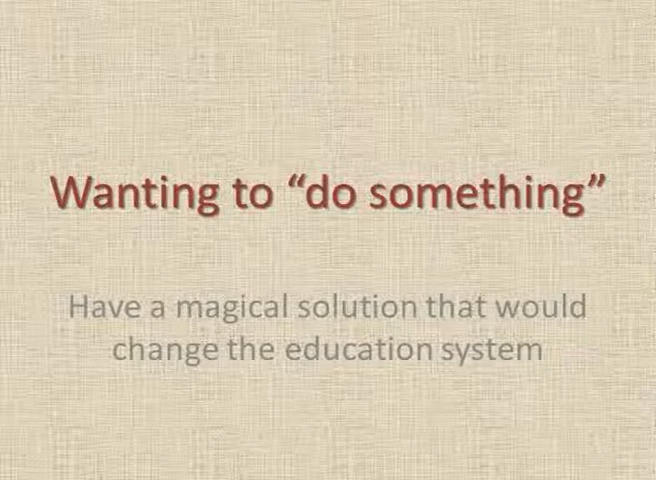 Wanting to “do something”
Have a magical solution that would
change the education system